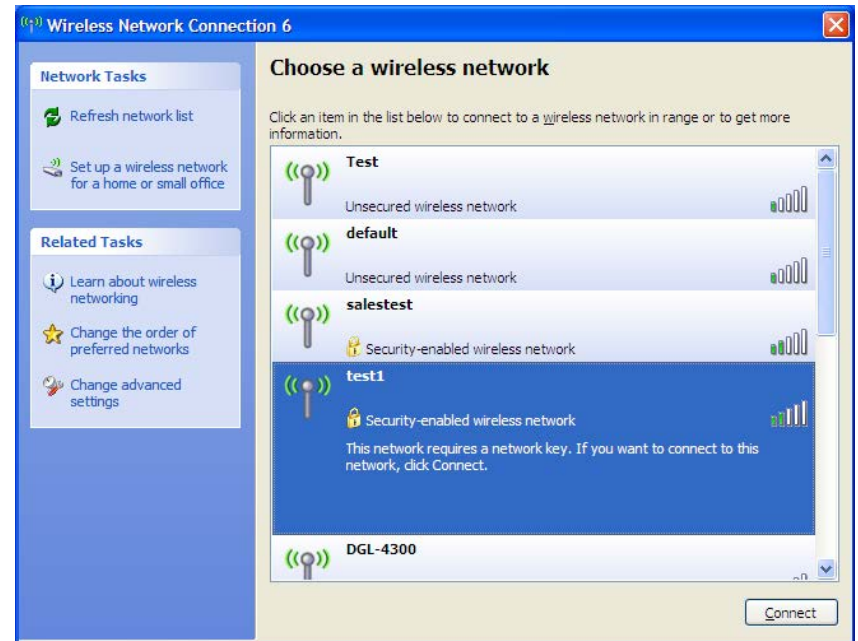 Wireless Network Connection 6
Network Tasks
Refresh network list
Set up a wireless network
for a home or small office
Related Tasks
Learn about wireless
networking
Change the order of
preferred networks
Change advanced
settings
Choose a wireless network
Click an item in the list below to connect to a wireless network in range or to get more
information.
Test
Unsecured wireless network
default
Unsecured wireless network
salestest
Security-enabled wireless network
test1
Security-enabled wireless network
This network requires a network key. If you want to connect to this
network, click Connect.
DGL-4300
Connect